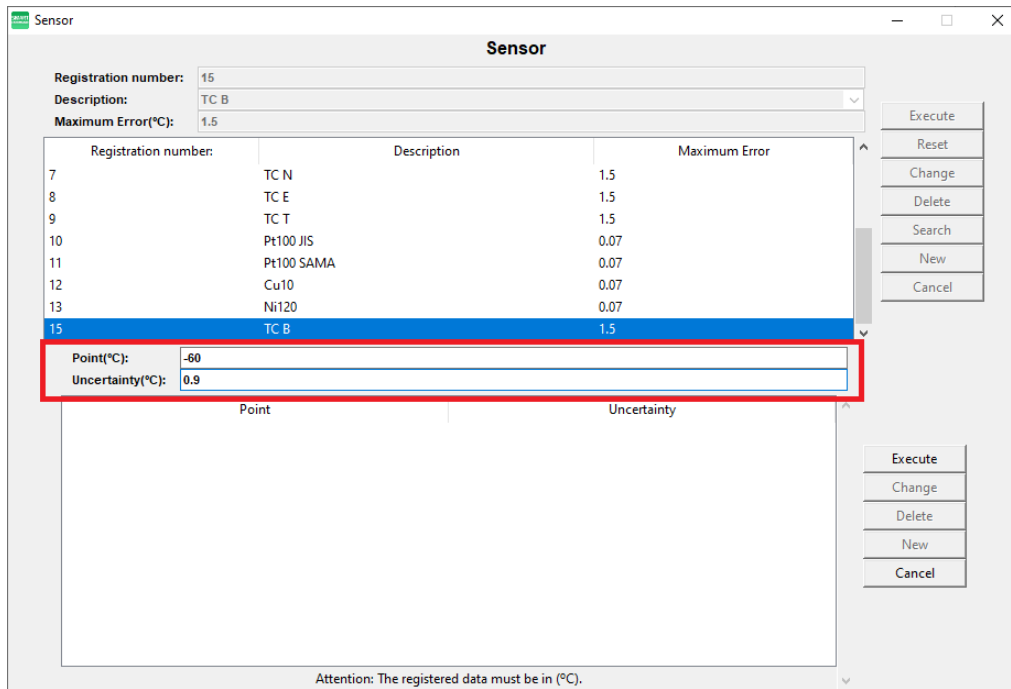 Sensor
Sensor
Registration number: 15
Description: TC B
Maximum Error(ºC): 1.5
Execute
Reset
Change
Delete
Search
New
Cancel
Registration number: Description Maximum Error
7 TC N 1.5
8 TC E 1.5
9 TC T 1.5
10 Pt100 JIS 0.07
11 Pt100 SAMA 0.07
12 Cu10 0.07
13 Ni120 0.07
15 TC B 1.5
Point(ºC): -60
Uncertainty(ºC): 0.9
Point Uncertainty
Execute
Change
Delete
New
Cancel
Attention: The registered data must be in (ºC).